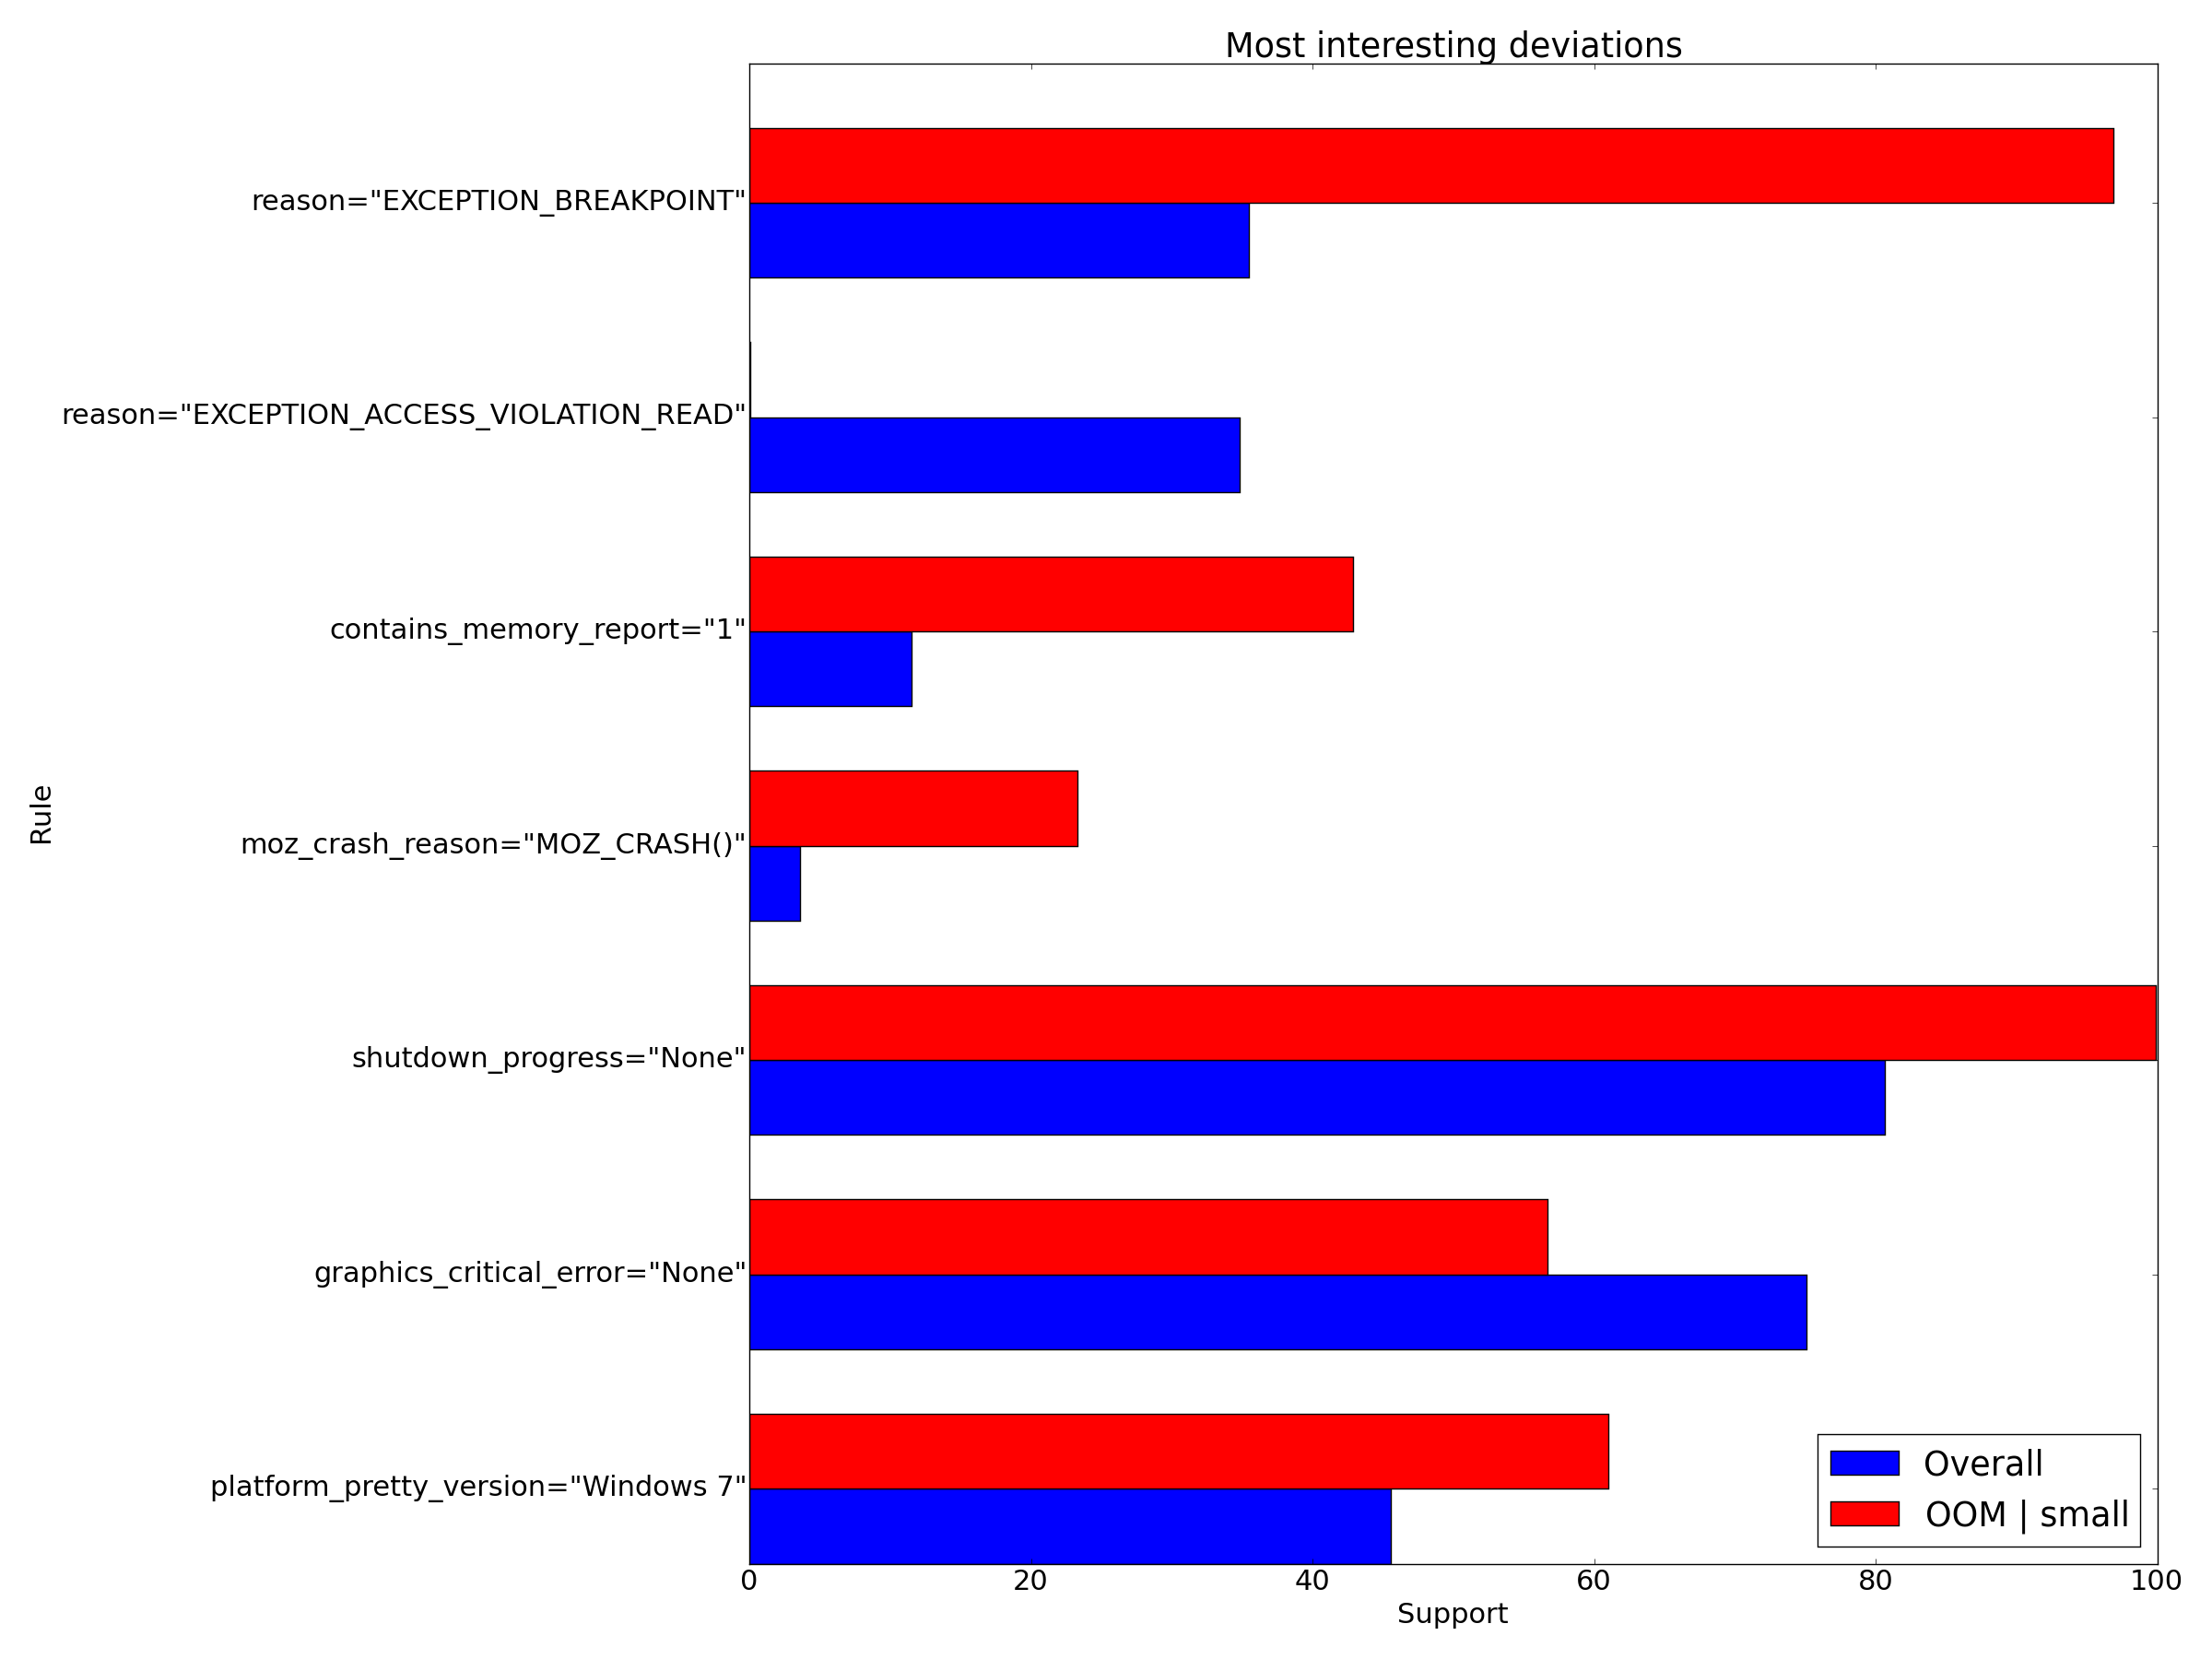 Most interesting deviations
reason="EXCEPTION_BREAKPOINT"
reason="EXCEPTION_ACCESS_VIOLATION_READ"
contains_memory_report="1"
moz_crash_reason="MOZ_CRASH()"
shutdown_progress="None"
graphics_critical_error="None"
platform_pretty_version="Windows 7"
Rule
Overall
OOM | small
0 20 40 60 80 100
Support